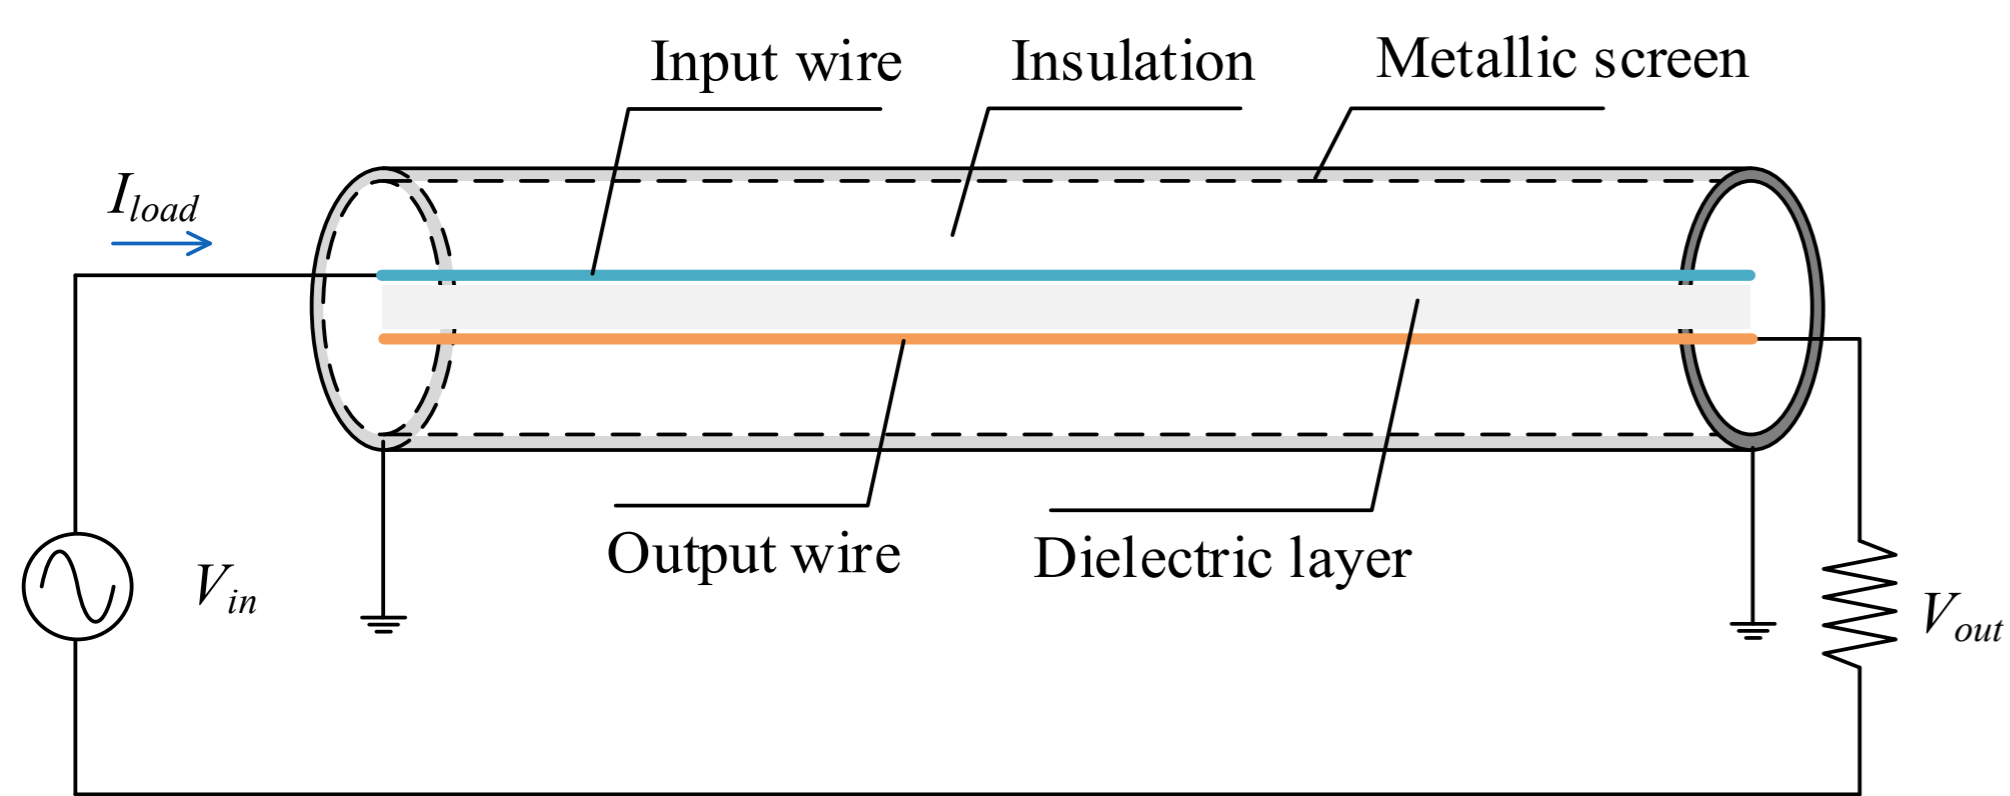 Input wire
Insulation
Metallic screen
I_load
V_in
Output wire
Dielectric layer
V_out